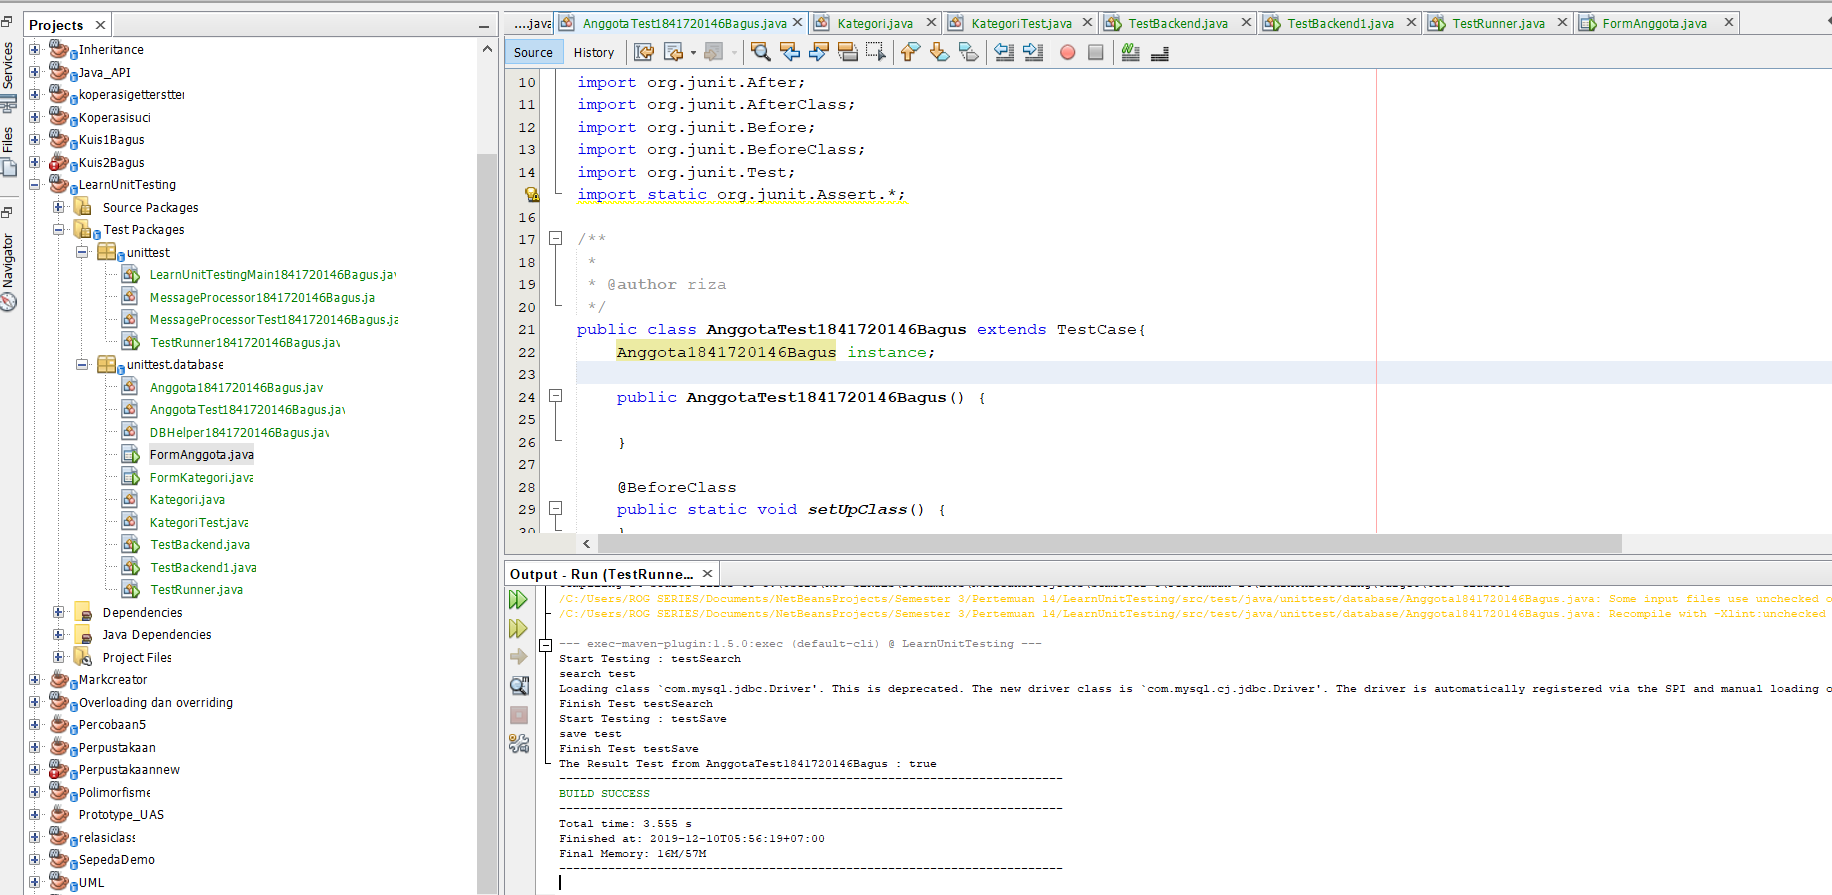 Services
Files
Navigator
Projects
Inheritance
Java_API
koperasigetterstter
Koperasisuci
Kuis1Bagus
Kuis2Bagus
LearnUnitTesting
Source Packages
Test Packages
unittest
LearnUnitTestingMain1841720146Bagus.jav
MessageProcessor1841720146Bagus.ja
MessageProcessorTest1841720146Bagus.ja
TestRunner1841720146Bagus.jav
unittest.database
Anggota1841720146Bagus.jav
AnggotaTest1841720146Bagus.jav
DBHelper1841720146Bagus.jav
FormAnggota.java
FormKategori.java
Kategori.java
KategoriTest.java
TestBackend.java
TestBackend1.java
TestRunner.java
Dependencies
Java Dependencies
Project Files
Markcreator
Overloading dan overriding
Percobaan5
Perpustakaan
Perpustakaannew
Polimorfisme
Prototype_UAS
relasiclass
SepedaDemo
UML
....java AnggotaTest1841720146Bagus.java Kategori.java KategoriTest.java TestBackend.java TestBackend1.java TestRunner.java FormAnggota.java
Source History
10 import org.junit.After;
11 import org.junit.AfterClass;
12 import org.junit.Before;
13 import org.junit.BeforeClass;
14 import org.junit.Test;
import static org.junit.Assert.*;
16
17 /**
18 *
19 * @author riza
20 */
21 public class AnggotaTest1841720146Bagus extends TestCase{
22 Anggota1841720146Bagus instance;
23
24 public AnggotaTest1841720146Bagus() {
25
26 }
27
28 @BeforeClass
29 public static void setUpClass() {
30 }
Output - Run (TestRunne...
/C:/Users/ROG SERIES/Documents/NetBeansProjects/Semester 3/Pertemuan 14/LearnUnitTesting/src/test/java/unittest/database/Anggota1841720146Bagus.java: Some input files use unchecked o
/C:/Users/ROG SERIES/Documents/NetBeansProjects/Semester 3/Pertemuan 14/LearnUnitTesting/src/test/java/unittest/database/Anggota1841720146Bagus.java: Recompile with -Xlint:unchecked
--- exec-maven-plugin:1.5.0:exec (default-cli) @ LearnUnitTesting ---
Start Testing : testSearch
search test
Loading class `com.mysql.jdbc.Driver'. This is deprecated. The new driver class is `com.mysql.cj.jdbc.Driver'. The driver is automatically registered via the SPI and manual loading o
Finish Test testSearch
Start Testing : testSave
save test
Finish Test testSave
The Result Test from AnggotaTest1841720146Bagus : true
------------------------------------------------------------------------
BUILD SUCCESS
------------------------------------------------------------------------
Total time: 3.555 s
Finished at: 2019-12-10T05:56:19+07:00
Final Memory: 16M/57M
------------------------------------------------------------------------